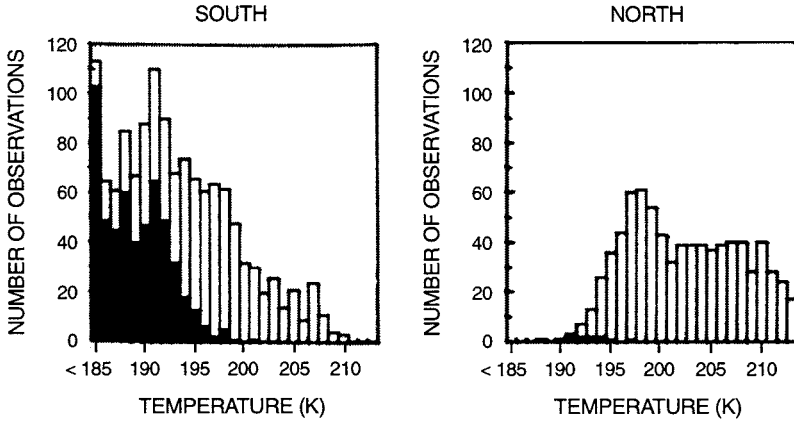 SOUTH
NUMBER OF OBSERVATIONS
120
100
80
60
40
20
0
< 185 190 195 200 205 210
TEMPERATURE (K)
NORTH
NUMBER OF OBSERVATIONS
120
100
80
60
40
20
0
< 185 190 195 200 205 210
TEMPERATURE (K)